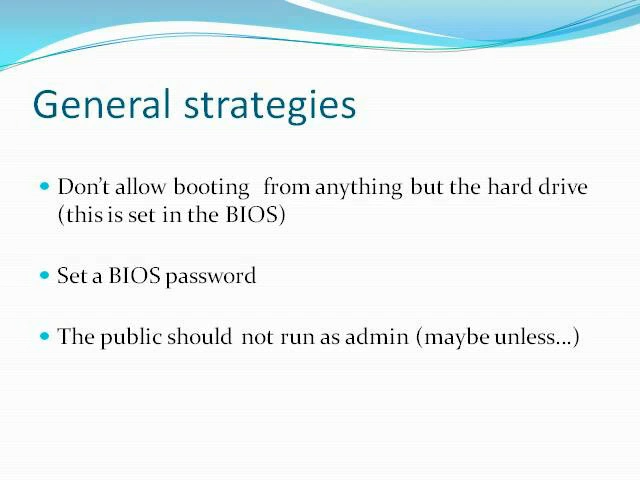 General strategies
Don't allow booting  from anything but the hard drive
(this is set in the BIOS)
Set a BIOS password
The public should not run as admin (maybe unless...)